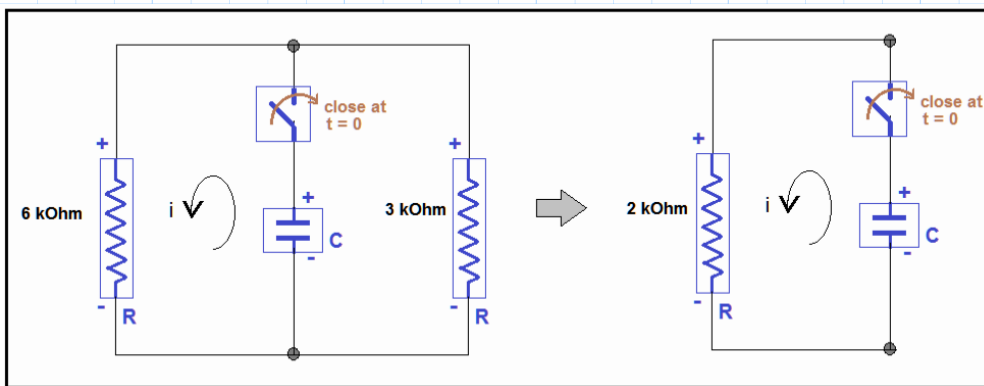 +
close at
t = 0
+
+
+
6 kOhm
i
3 kOhm
C
-
-
-
R
R
close at
t = 0
+
+
2 kOhm
i
C
-
-
R